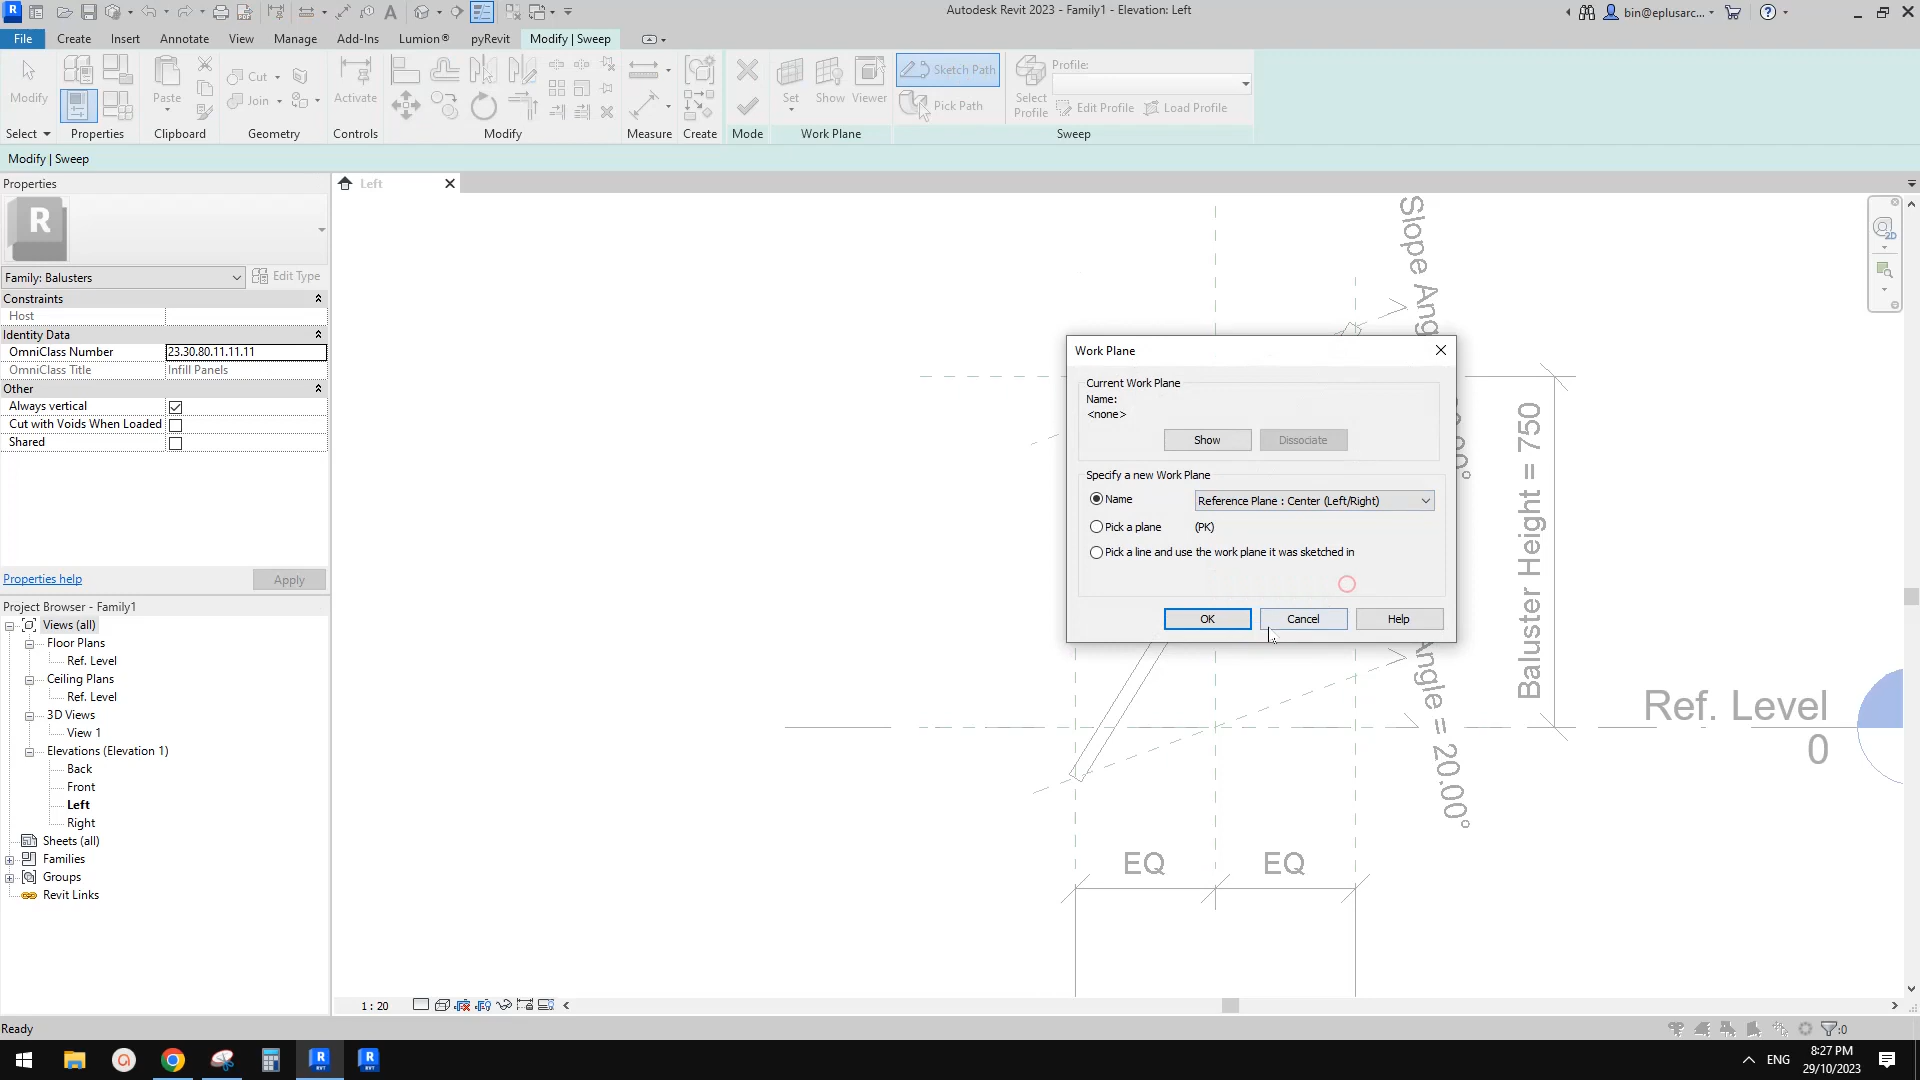 Autodesk Revit 2023 - Family1 - Elevation: Left
bin@eplusarc...
File
Create
Insert
Annotate
View
Manage
Add-Ins
Lumion®
pyRevit
Modify | Sweep
Modify
Paste
Cut
Join
Activate
Set
Show
Viewer
Sketch Path
Pick Path
Select
Profile
Profile:
Edit Profile
Load Profile
Select
Properties
Clipboard
Geometry
Controls
Modify
Measure
Create
Mode
Work Plane
Sweep
Modify | Sweep
Properties
Left
R
Family: Balusters
Edit Type
Constraints
Host
Identity Data
OmniClass Number
23.30.80.11.11.11
OmniClass Title
Infill Panels
Other
Always vertical
Cut with Voids When Loaded
Shared
Properties help
Apply
Project Browser - Family1
Views (all)
Floor Plans
Ref. Level
Ceiling Plans
Ref. Level
3D Views
View 1
Elevations (Elevation 1)
Back
Front
Left
Right
Sheets (all)
Families
Groups
Revit Links
Work Plane
Current Work Plane
Name:
<none>
Show
Dissociate
Specify a new Work Plane
Name
Reference Plane : Center (Left/Right)
Pick a plane
(PK)
Pick a line and use the work plane it was sketched in
OK
Cancel
Help
Slope Ang
Angle = 20.00°
Baluster Height = 750
Ref. Level
0
EQ
EQ
2D
1 : 20
Ready
:0
ENG
8:27 PM
29/10/2023